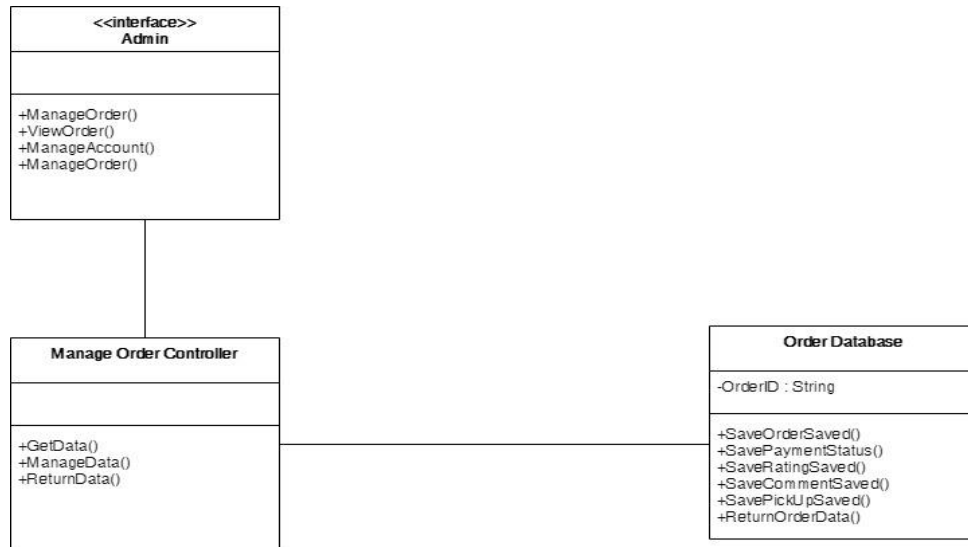 <<interface>>
Admin
+ManageOrder()
+ViewOrder()
+ManageAccount()
+ManageOrder()
Manage Order Controller
+GetData()
+ManageData()
+ReturnData()
Order Database
-OrderID : String
+SaveOrderSaved()
+SavePaymentStatus()
+SaveRatingSaved()
+SaveCommentSaved()
+SavePickUpSaved()
+ReturnOrderData()